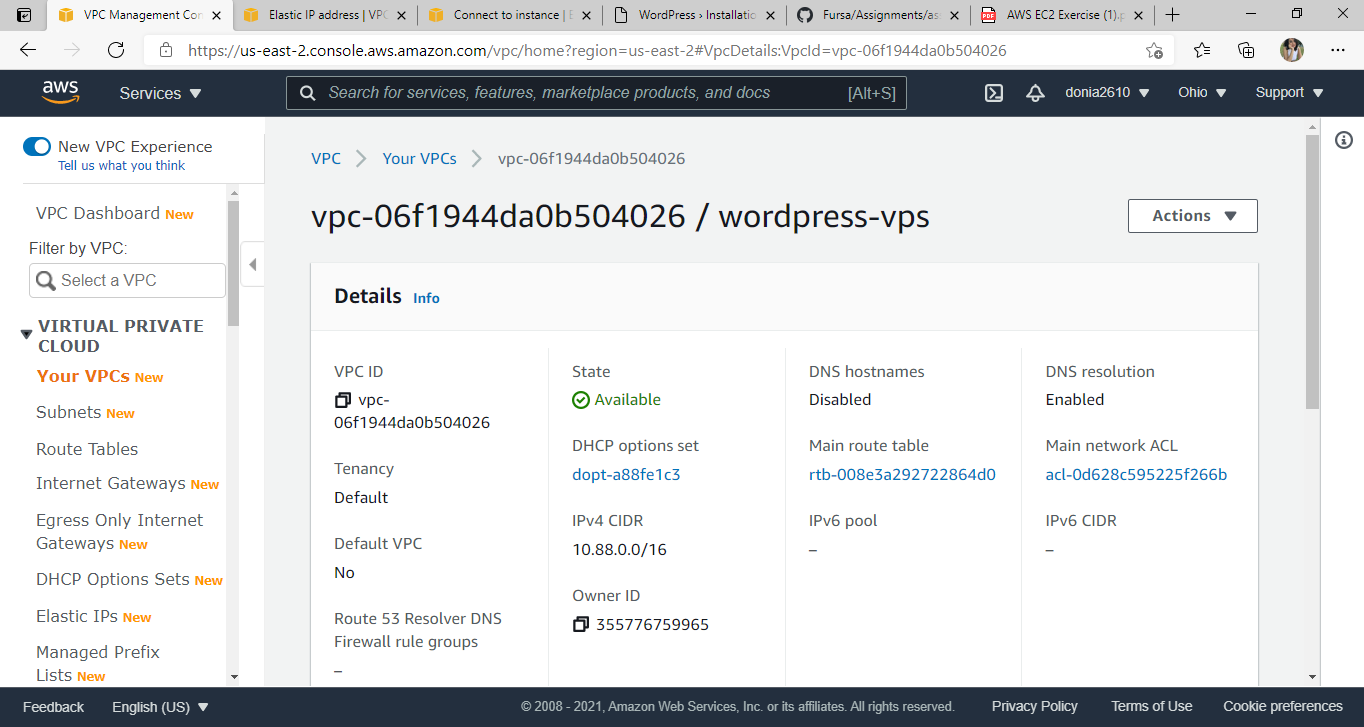 VPC Management Con
Elastic IP address | VPC
Connect to instance | E
WordPress › Installatio
Fursa/Assignments/ass
AWS EC2 Exercise (1).p
https://us-east-2.console.aws.amazon.com/vpc/home?region=us-east-2#VpcDetails:VpcId=vpc-06f1944da0b504026
aws
Services
Search for services, features, marketplace products, and docs
[Alt+S]
donia2610
Ohio
Support
New VPC Experience
Tell us what you think
VPC Dashboard New
Filter by VPC:
Select a VPC
VIRTUAL PRIVATE
CLOUD
Your VPCs New
Subnets New
Route Tables
Internet Gateways New
Egress Only Internet
Gateways New
DHCP Options Sets New
Elastic IPs New
Managed Prefix
Lists New
VPC
Your VPCs
vpc-06f1944da0b504026
vpc-06f1944da0b504026 / wordpress-vps
Actions
Details Info
VPC ID
vpc-
06f1944da0b504026
Tenancy
Default
Default VPC
No
Route 53 Resolver DNS
Firewall rule groups
–
State
Available
DHCP options set
dopt-a88fe1c3
IPv4 CIDR
10.88.0.0/16
Owner ID
355776759965
DNS hostnames
Disabled
Main route table
rtb-008e3a292722864d0
IPv6 pool
–
DNS resolution
Enabled
Main network ACL
acl-0d628c595225f266b
IPv6 CIDR
–
Feedback
English (US)
© 2008 - 2021, Amazon Web Services, Inc. or its affiliates. All rights reserved.
Privacy Policy
Terms of Use
Cookie preferences